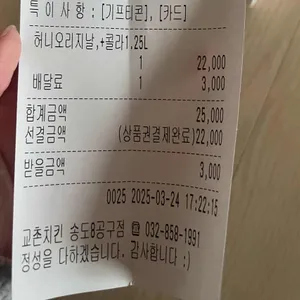 특 이 사 항 : [기프티콘], [카드]
허니오리지날,+콜라1.25L
1 22,000
배달료 1 3,000
합계금액 25,000
선결금액 (상품권결제완료)22,000
받을금액 3,000
0025 2025-03-24 17:22:15
교촌치킨 송도8공구점 ☎ 032-858-1991
정성을 다하겠습니다. 감사합니다 :)